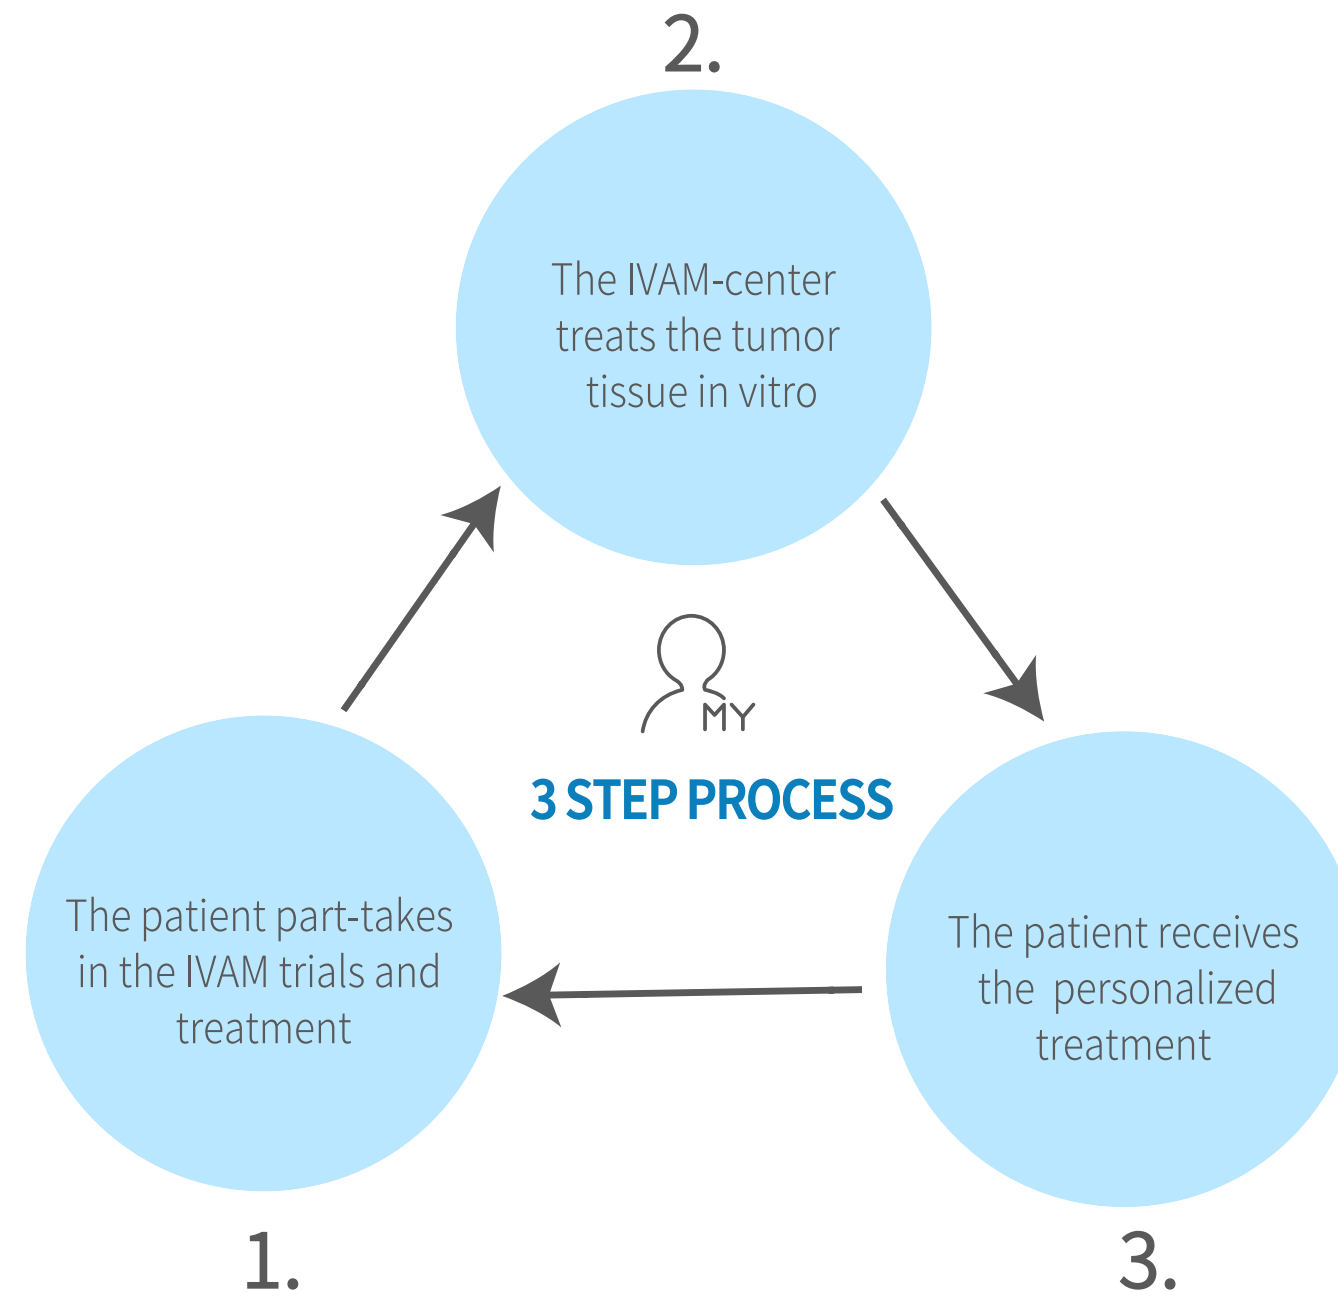 2.
The IVAM-center
treats the tumor
tissue in vitro
MY
3 STEP PROCESS
The patient part-takes
in the IVAM trials and
treatment
1.
The patient receives
the personalized
treatment
3.